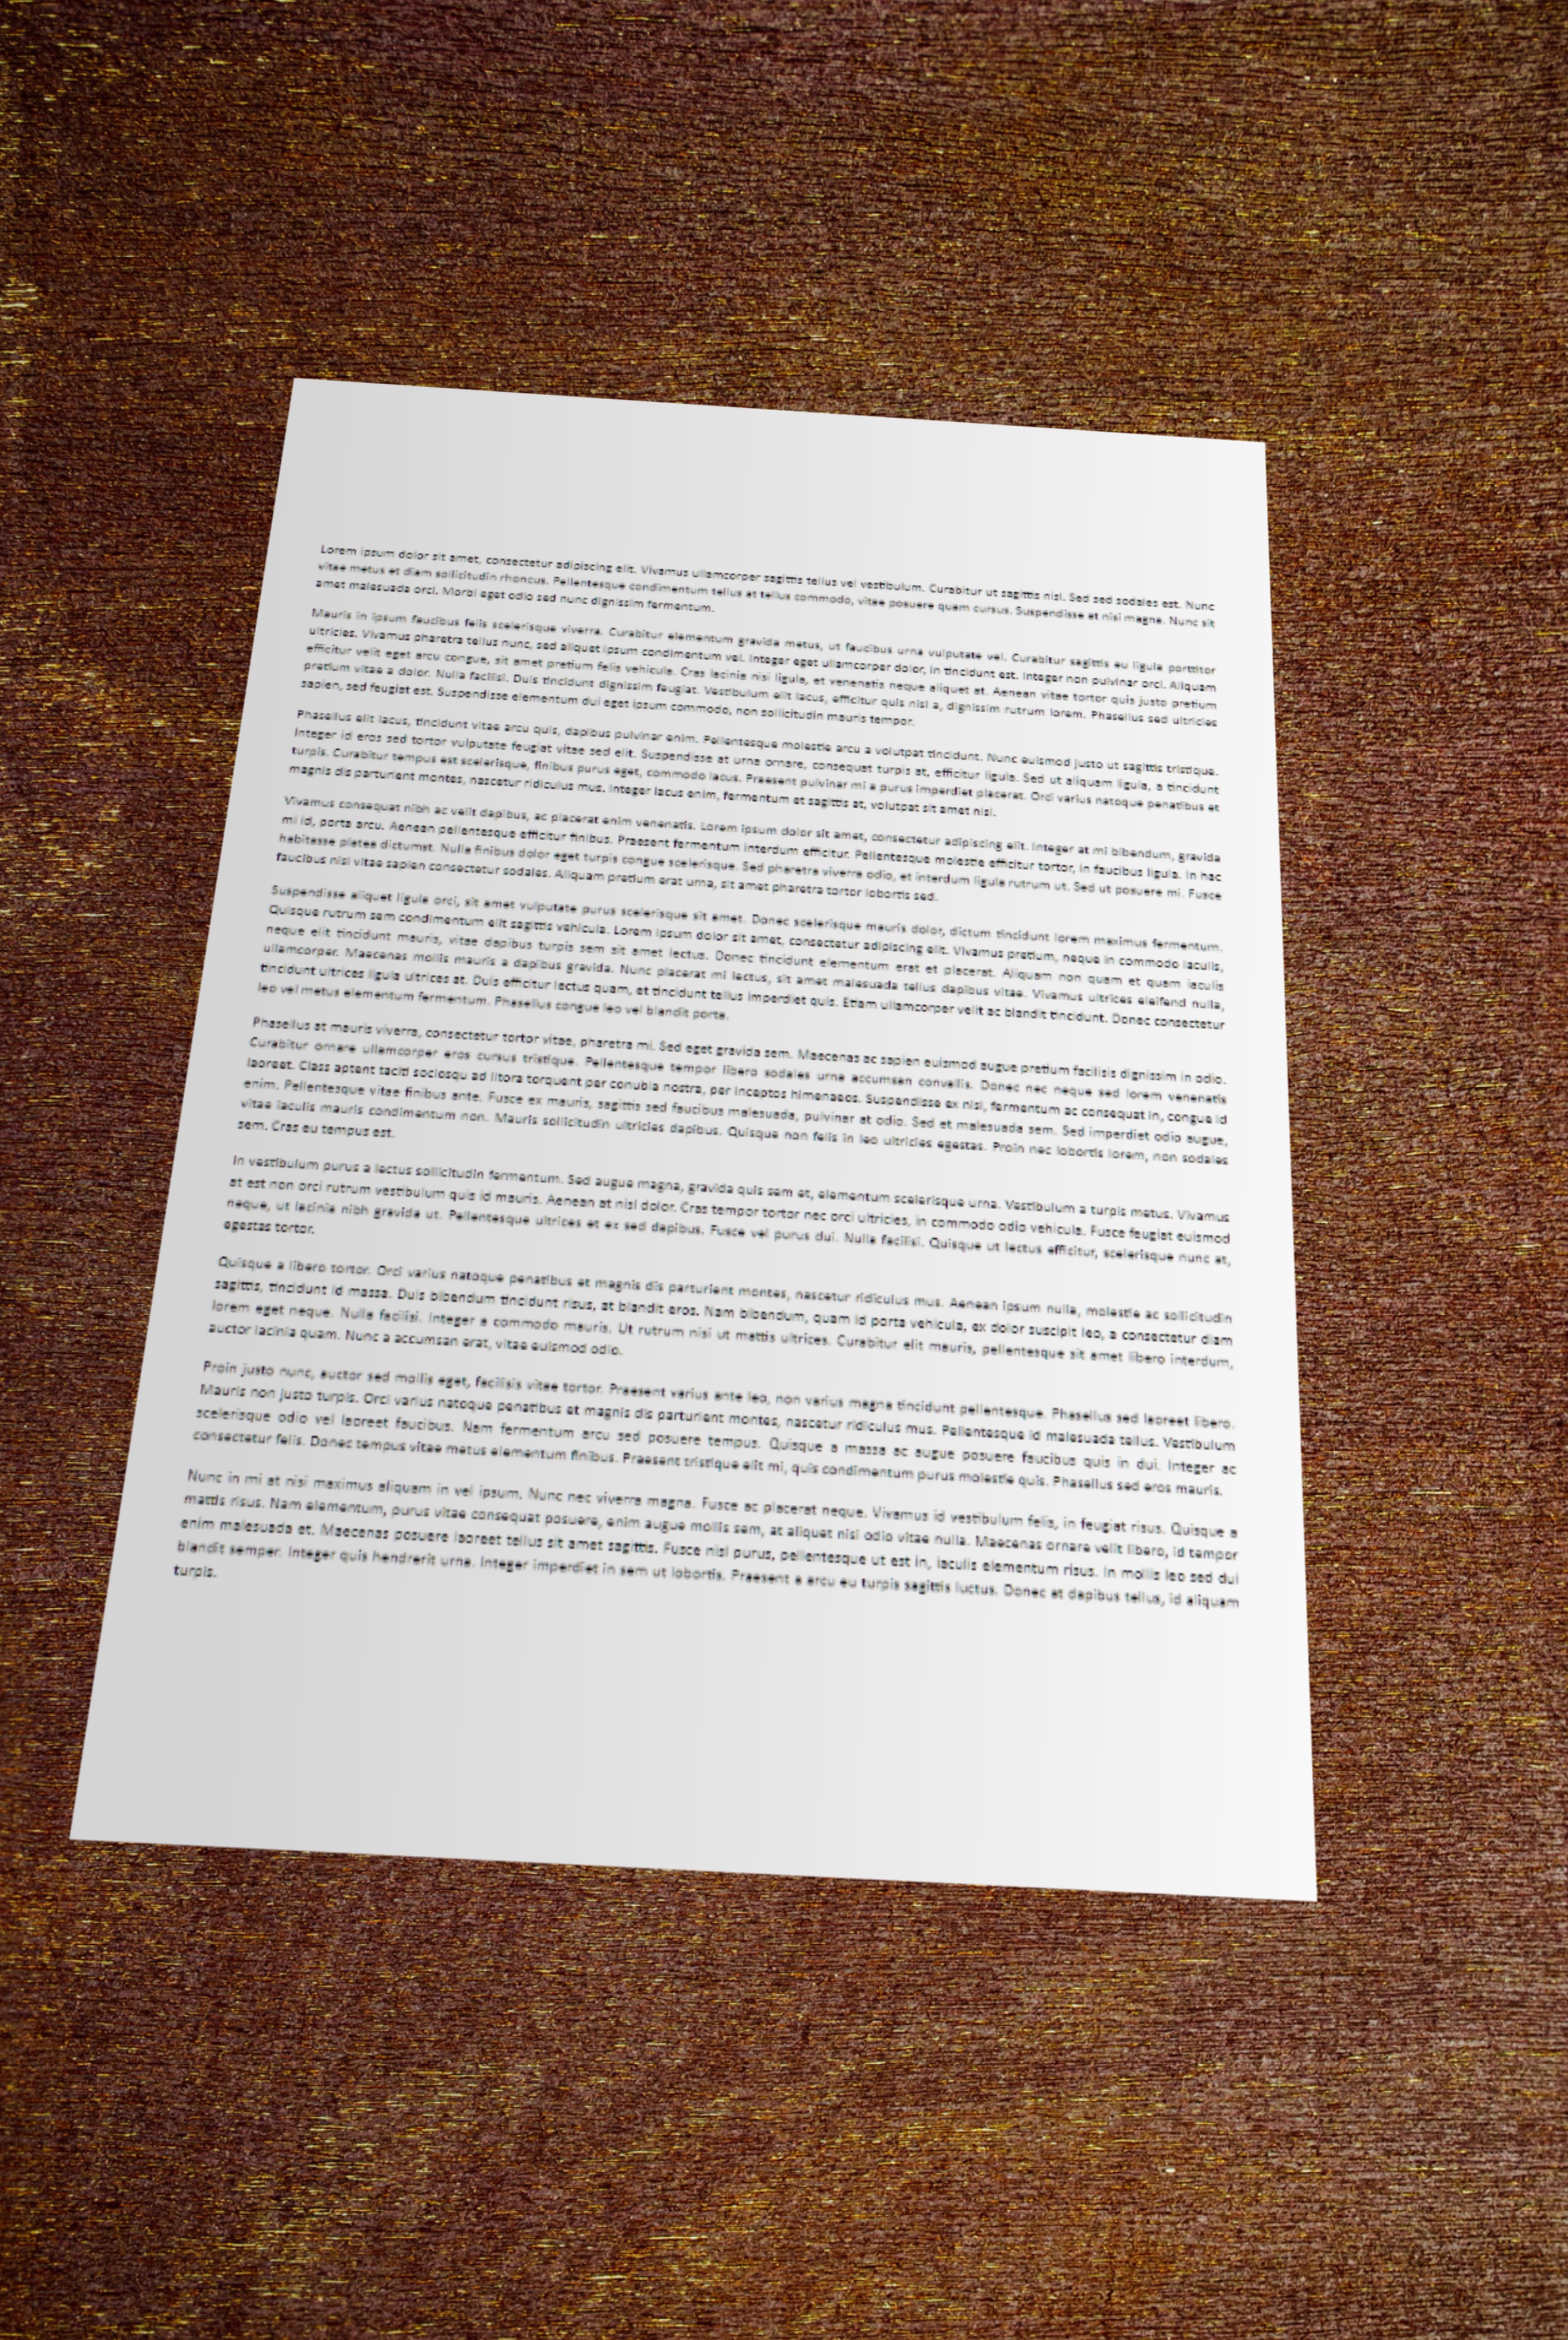 Lorem ipsum dolor sit amet, consectetur adipiscing elit. Vivamus ullamcorper sagittis tellus vel vestibulum. Curabitur ut sagittis nisl. Sed sed sodales est. Nunc
vitae metus et diam sollicitudin rhoncus. Pellentesque condimentum tellus at tellus commodo, vitae posuere quam cursus. Suspendisse at nisi magna. Nunc sit
amet malesuada orci. Morbi eget odio sed nunc dignissim fermentum.
Mauris in ipsum faucibus felis scelerisque viverra. Curabitur elementum gravida metus, ut faucibus urna vulputate vel. Curabitur sagittis eu ligula porttitor
ultricies. Vivamus pharetra tellus nunc, sed aliquet ipsum condimentum vel. Integer eget ullamcorper dolor, in tincidunt est. Integer non pulvinar orci. Aliquam
efficitur velit eget arcu congue, sit amet pretium felis vehicula. Cras lacinia nisi ligula, et venenatis neque aliquet at. Aenean vitae tortor quis justo pretium
pretium vitae a dolor. Nulla facilisi. Duis tincidunt dignissim feugiat. Vestibulum elit lacus, efficitur quis nisl a, dignissim rutrum lorem. Phasellus sed ultricies
sapien, sed feugiat est. Suspendisse elementum dui eget ipsum commodo, non sollicitudin mauris tempor.
Phasellus elit lacus, tincidunt vitae arcu quis, dapibus pulvinar enim. Pellentesque molestie arcu a volutpat tincidunt. Nunc euismod justo ut sagittis tristique.
Integer id eros sed tortor vulputate feugiat vitae sed elit. Suspendisse at urna ornare, consequat turpis at, efficitur ligula. Sed ut aliquam ligula, a tincidunt
turpis. Curabitur tempus est scelerisque, finibus purus eget, commodo lacus. Praesent pulvinar mi a purus imperdiet placerat. Orci varius natoque penatibus et
magnis dis parturient montes, nascetur ridiculus mus. Integer lacus enim, fermentum et sagittis at, volutpat sit amet nisi.
Vivamus consequat nibh ac velit dapibus, ac placerat enim venenatis. Lorem ipsum dolor sit amet, consectetur adipiscing elit. Integer at mi bibendum, gravida
mi id, porta arcu. Aenean pellentesque efficitur finibus. Praesent fermentum interdum efficitur. Pellentesque molestie efficitur tortor, in faucibus ligula. In hac
habitasse platea dictumst. Nulla finibus dolor eget turpis congue scelerisque. Sed pharetra viverra odio, et interdum ligula rutrum ut. Sed ut posuere mi. Fusce
faucibus nisl vitae sapien consectetur sodales. Aliquam pretium erat urna, sit amet pharetra tortor lobortis sed.
Suspendisse aliquet ligula orci, sit amet vulputate purus scelerisque sit amet. Donec scelerisque mauris dolor, dictum tincidunt lorem maximus fermentum.
Quisque rutrum sem condimentum elit sagittis vehicula. Lorem ipsum dolor sit amet, consectetur adipiscing elit. Vivamus pretium, neque in commodo iaculis,
neque elit tincidunt mauris, vitae dapibus turpis sem sit amet lectus. Donec tincidunt elementum erat et placerat. Aliquam non quam et quam iaculis
ullamcorper. Maecenas mollis mauris a dapibus gravida. Nunc placerat mi lectus, sit amet malesuada tellus dapibus vitae. Vivamus ultrices eleifend nulla,
tincidunt ultrices ligula ultrices at. Duis efficitur lectus quam, et tincidunt tellus imperdiet quis. Etiam ullamcorper velit ac blandit tincidunt. Donec consectetur
leo vel metus elementum fermentum. Phasellus congue leo vel blandit porta.
Phasellus at mauris viverra, consectetur tortor vitae, pharetra mi. Sed eget gravida sem. Maecenas ac sapien euismod augue pretium facilisis dignissim in odio.
Curabitur ornare ullamcorper eros cursus tristique. Pellentesque tempor libero sodales urna accumsan convallis. Donec nec neque sed lorem venenatis
laoreet. Class aptent taciti sociosqu ad litora torquent per conubia nostra, per inceptos himenaeos. Suspendisse ex nisl, fermentum ac consequat in, congue id
enim. Pellentesque vitae finibus ante. Fusce ex mauris, sagittis sed faucibus malesuada, pulvinar at odio. Sed et malesuada sem. Sed imperdiet odio augue,
vitae iaculis mauris condimentum non. Mauris sollicitudin ultricies dapibus. Quisque non felis in leo ultricies egestas. Proin nec lobortis lorem, non sodales
sem. Cras eu tempus est.
In vestibulum purus a lectus sollicitudin fermentum. Sed augue magna, gravida quis sem et, elementum scelerisque urna. Vestibulum a turpis metus. Vivamus
at est non orci rutrum vestibulum quis id mauris. Aenean at nisl dolor. Cras tempor tortor nec orci ultricies, in commodo odio vehicula. Fusce feugiat euismod
neque, ut lacinia nibh gravida ut. Pellentesque ultrices et ex sed dapibus. Fusce vel purus dui. Nulla facilisi. Quisque ut lectus efficitur, scelerisque nunc at,
egestas tortor.
Quisque a libero tortor. Orci varius natoque penatibus et magnis dis parturient montes, nascetur ridiculus mus. Aenean ipsum nulla, molestie ac sollicitudin
sagittis, tincidunt id massa. Duis bibendum tincidunt risus, at blandit eros. Nam bibendum, quam id porta vehicula, ex dolor suscipit leo, a consectetur diam
lorem eget neque. Nulla facilisi. Integer a commodo mauris. Ut rutrum nisi ut mattis ultrices. Curabitur elit mauris, pellentesque sit amet libero interdum,
auctor lacinia quam. Nunc a accumsan erat, vitae euismod odio.
Proin justo nunc, auctor sed mollis eget, facilisis vitae tortor. Praesent varius ante leo, non varius magna tincidunt pellentesque. Phasellus sed laoreet libero.
Mauris non justo turpis. Orci varius natoque penatibus et magnis dis parturient montes, nascetur ridiculus mus. Pellentesque id malesuada tellus. Vestibulum
scelerisque odio vel laoreet faucibus. Nam fermentum arcu sed posuere tempus. Quisque a massa ac augue posuere faucibus quis in dui. Integer ac
consectetur felis. Donec tempus vitae metus elementum finibus. Praesent tristique elit mi, quis condimentum purus molestie quis. Phasellus sed eros mauris.
Nunc in mi at nisi maximus aliquam in vel ipsum. Nunc nec viverra magna. Fusce ac placerat neque. Vivamus id vestibulum felis, in feugiat risus. Quisque a
mattis risus. Nam elementum, purus vitae consequat posuere, enim augue mollis sem, at aliquet nisl odio vitae nulla. Maecenas ornare velit libero, id tempor
enim malesuada et. Maecenas posuere laoreet tellus sit amet sagittis. Fusce nisl purus, pellentesque ut est in, iaculis elementum risus. In mollis leo sed dui
blandit semper. Integer quis hendrerit urna. Integer imperdiet in sem ut lobortis. Praesent a arcu eu turpis sagittis luctus. Donec at dapibus tellus, id aliquam
turpis.